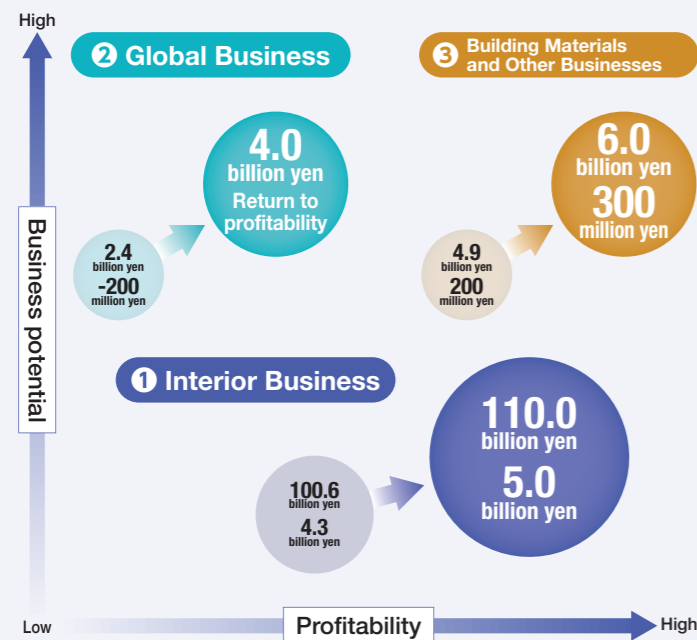 High
❷ Global Business
❸ Building Materials
and Other Businesses
4.0
billion yen
Return to
profitability
2.4
billion yen
-200
million yen
6.0
billion yen
300
million yen
4.9
billion yen
200
million yen
Business potential
❶ Interior Business
110.0
billion yen
5.0
billion yen
100.6
billion yen
4.3
billion yen
Low
Profitability
High